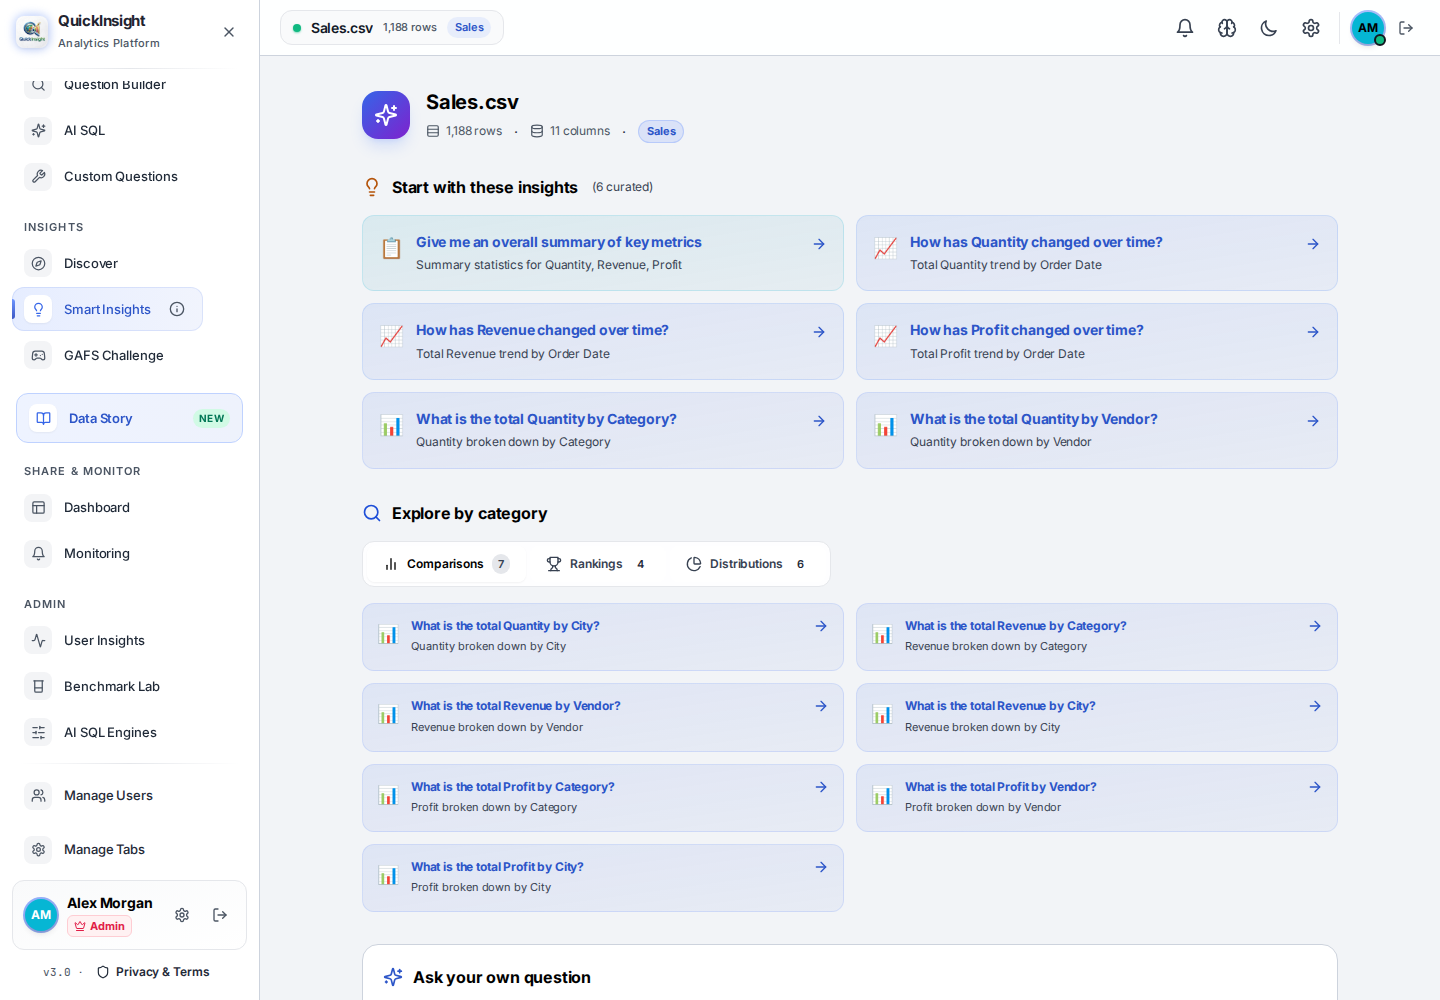 QuickInsight
Analytics Platform
Question Builder
AI SQL
Custom Questions
INSIGHTS
Discover
Smart Insights
GAFS Challenge
Data Story NEW
SHARE & MONITOR
Dashboard
Monitoring
ADMIN
User Insights
Benchmark Lab
AI SQL Engines
Manage Users
Manage Tabs
AM Alex Morgan
Admin
v3.0 · Privacy & Terms
Sales.csv 1,188 rows Sales
AM
Sales.csv
1,188 rows · 11 columns · Sales
Start with these insights (6 curated)
Give me an overall summary of key metrics
Summary statistics for Quantity, Revenue, Profit
How has Quantity changed over time?
Total Quantity trend by Order Date
How has Revenue changed over time?
Total Revenue trend by Order Date
How has Profit changed over time?
Total Profit trend by Order Date
What is the total Quantity by Category?
Quantity broken down by Category
What is the total Quantity by Vendor?
Quantity broken down by Vendor
Explore by category
Comparisons 7 Rankings 4 Distributions 6
What is the total Quantity by City?
Quantity broken down by City
What is the total Revenue by Category?
Revenue broken down by Category
What is the total Revenue by Vendor?
Revenue broken down by Vendor
What is the total Revenue by City?
Revenue broken down by City
What is the total Profit by Category?
Profit broken down by Category
What is the total Profit by Vendor?
Profit broken down by Vendor
What is the total Profit by City?
Profit broken down by City
Ask your own question